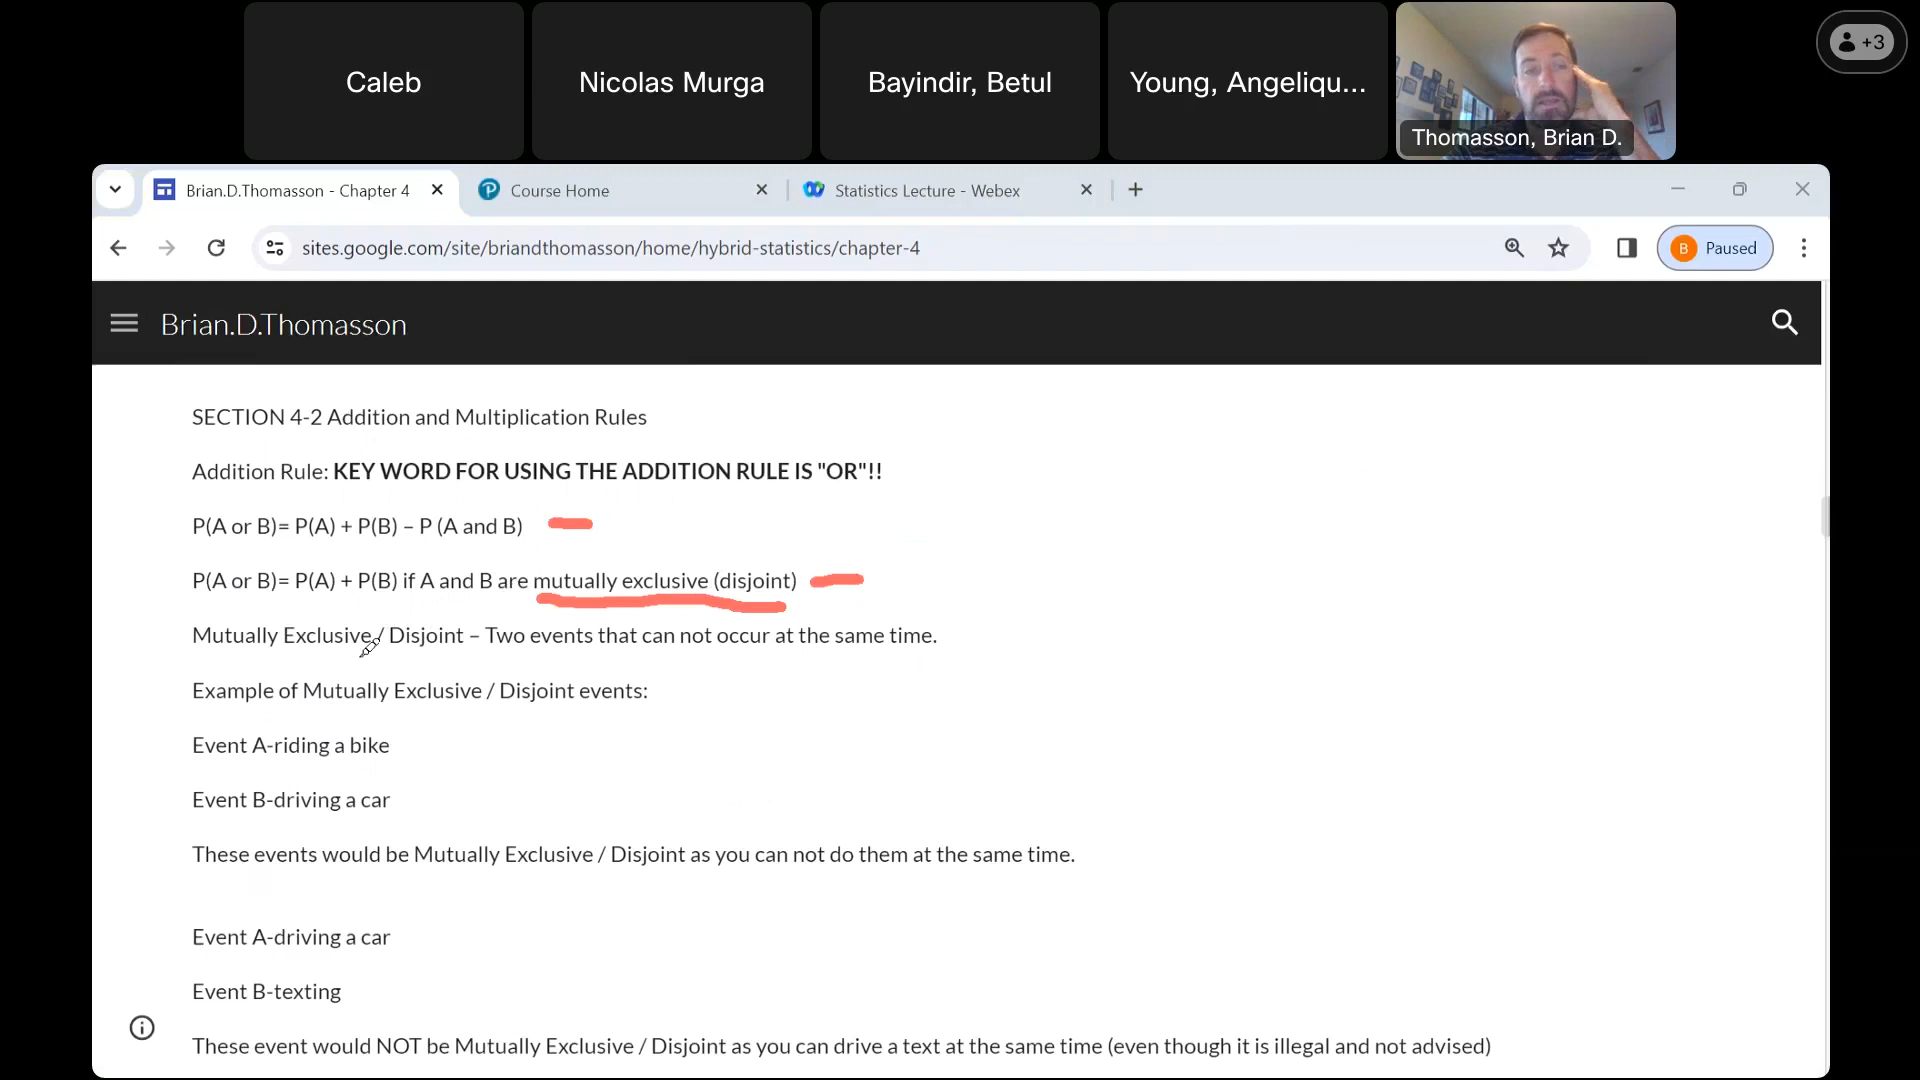 Caleb
Nicolas Murga
Bayindir, Betul
Young, Angeliqu...
Thomasson, Brian D.
+3
Brian.D.Thomasson - Chapter 4
Course Home
Statistics Lecture - Webex
sites.google.com/site/briandthomasson/home/hybrid-statistics/chapter-4
B Paused
Brian.D.Thomasson
SECTION 4-2 Addition and Multiplication Rules
Addition Rule: KEY WORD FOR USING THE ADDITION RULE IS "OR"!!
P(A or B)= P(A) + P(B) – P (A and B)
P(A or B)= P(A) + P(B) if A and B are mutually exclusive (disjoint)
Mutually Exclusive / Disjoint – Two events that can not occur at the same time.
Example of Mutually Exclusive / Disjoint events:
Event A-riding a bike
Event B-driving a car
These events would be Mutually Exclusive / Disjoint as you can not do them at the same time.
Event A-driving a car
Event B-texting
These event would NOT be Mutually Exclusive / Disjoint as you can drive a text at the same time (even though it is illegal and not advised)